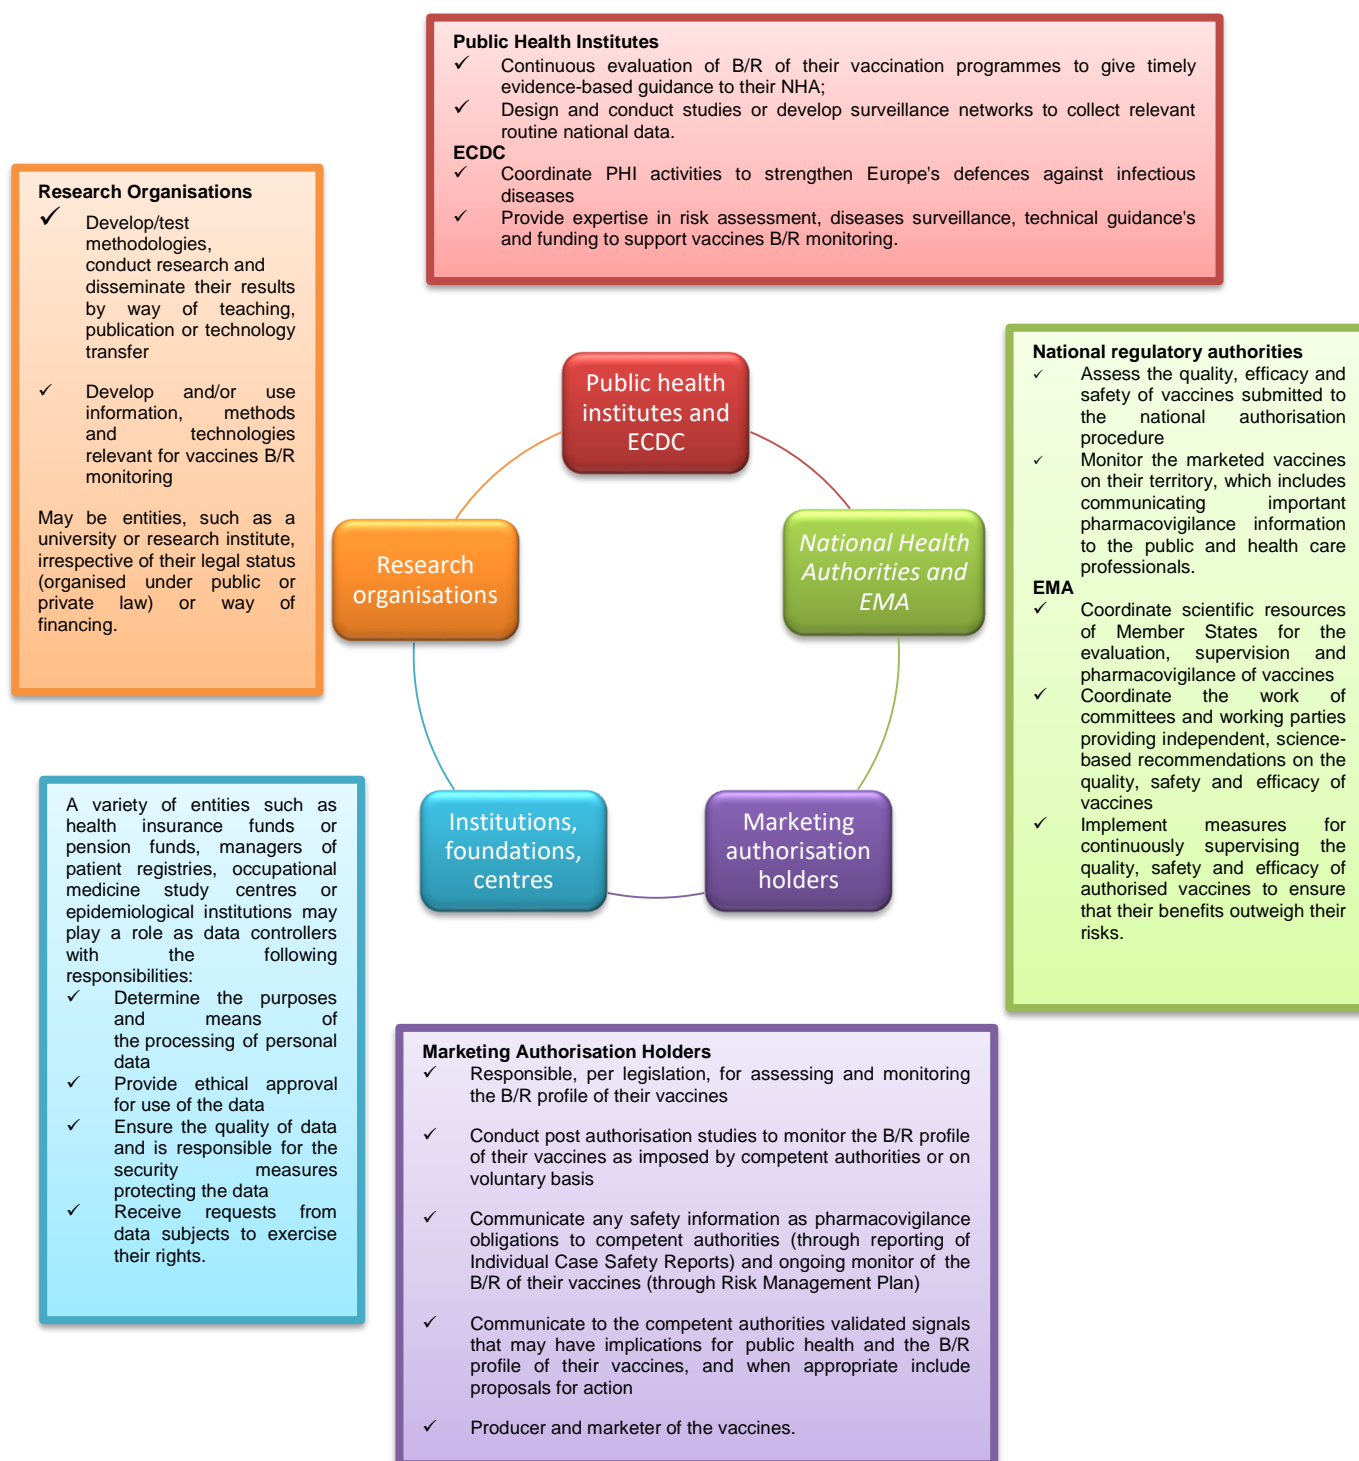 Public Health Institutes
✓ Continuous evaluation of B/R of their vaccination programmes to give timely
evidence-based guidance to their NHA;
✓ Design and conduct studies or develop surveillance networks to collect relevant
routine national data.
ECDC
✓ Coordinate PHI activities to strengthen Europe's defences against infectious
diseases
✓ Provide expertise in risk assessment, diseases surveillance, technical guidance's
and funding to support vaccines B/R monitoring.
Research Organisations
✓ Develop/test
methodologies,
conduct research and
disseminate their results
by way of teaching,
publication or technology
transfer
✓ Develop and/or use
information, methods
and technologies
relevant for vaccines B/R
monitoring
May be entities, such as a
university or research institute,
irrespective of their legal status
(organised under public or
private law) or way of
financing.
Public health
institutes and
ECDC
National Health
Authorities and
EMA
Research
organisations
Institutions,
foundations,
centres
Marketing
authorisation
holders
National regulatory authorities
✓ Assess the quality, efficacy and
safety of vaccines submitted to
the national authorisation
procedure
✓ Monitor the marketed vaccines
on their territory, which includes
communicating important
pharmacovigilance information
to the public and health care
professionals.
EMA
✓ Coordinate scientific resources
of Member States for the
evaluation, supervision and
pharmacovigilance of vaccines
✓ Coordinate the work of
committees and working parties
providing independent, science-
based recommendations on the
quality, safety and efficacy of
vaccines
✓ Implement measures for
continuously supervising the
quality, safety and efficacy of
authorised vaccines to ensure
that their benefits outweigh their
risks.
A variety of entities such as
health insurance funds or
pension funds, managers of
patient registries, occupational
medicine study centres or
epidemiological institutions may
play a role as data controllers
with the following
responsibilities:
✓ Determine the purposes
and means of
the processing of personal
data
✓ Provide ethical approval
for use of the data
✓ Ensure the quality of data
and is responsible for the
security measures
protecting the data
✓ Receive requests from
data subjects to exercise
their rights.
Marketing Authorisation Holders
✓ Responsible, per legislation, for assessing and monitoring
the B/R profile of their vaccines
✓ Conduct post authorisation studies to monitor the B/R profile
of their vaccines as imposed by competent authorities or on
voluntary basis
✓ Communicate any safety information as pharmacovigilance
obligations to competent authorities (through reporting of
Individual Case Safety Reports) and ongoing monitor of the
B/R of their vaccines (through Risk Management Plan)
✓ Communicate to the competent authorities validated signals
that may have implications for public health and the B/R
profile of their vaccines, and when appropriate include
proposals for action
✓ Producer and marketer of the vaccines.